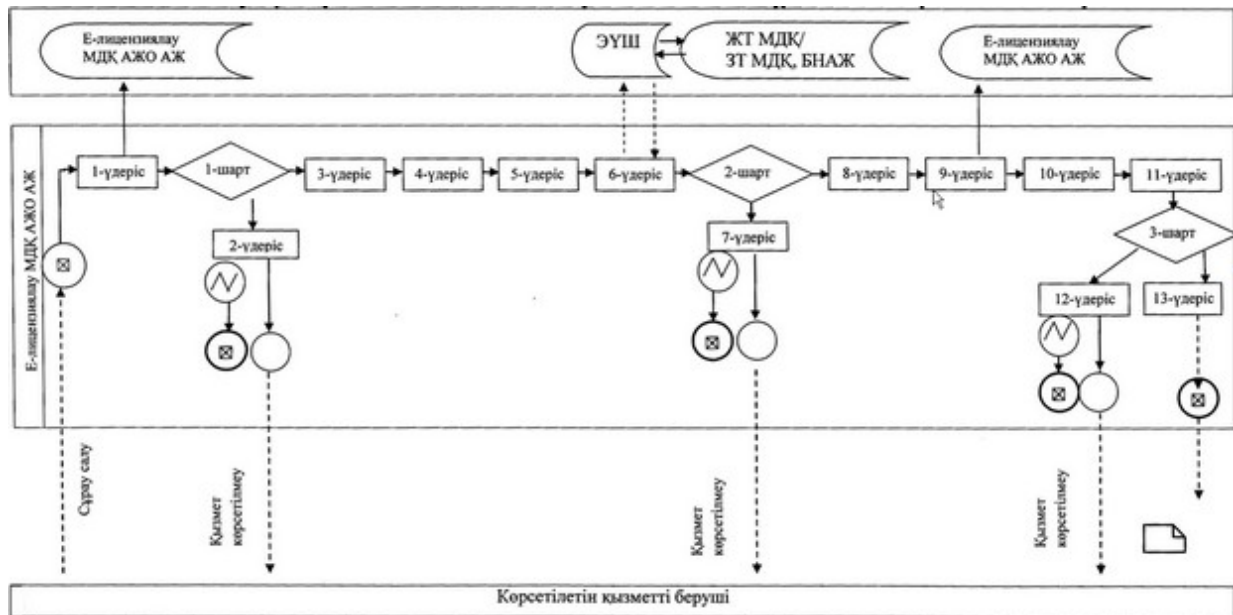 Е-лицензиялау
МДҚ АЖО АЖ
ЭҮШ
ЖТ МДҚ/
ЗТ МДҚ, БНАЖ
Е-лицензиялау
МДҚ АЖО АЖ
Е-лицензиялау МДҚ АЖО АЖ
1-үдеріс
1-шарт
3-үдеріс
4-үдеріс
5-үдеріс
6-үдеріс
2-шарт
8-үдеріс
9-үдеріс
10-үдеріс
11-үдеріс
2-үдеріс
7-үдеріс
3-шарт
12-үдеріс
13-үдеріс
Сұрау салу
Қызмет
көрсетілмеу
Қызмет
көрсетілмеу
Қызмет
көрсетілмеу
Көрсетілетін қызметті беруші